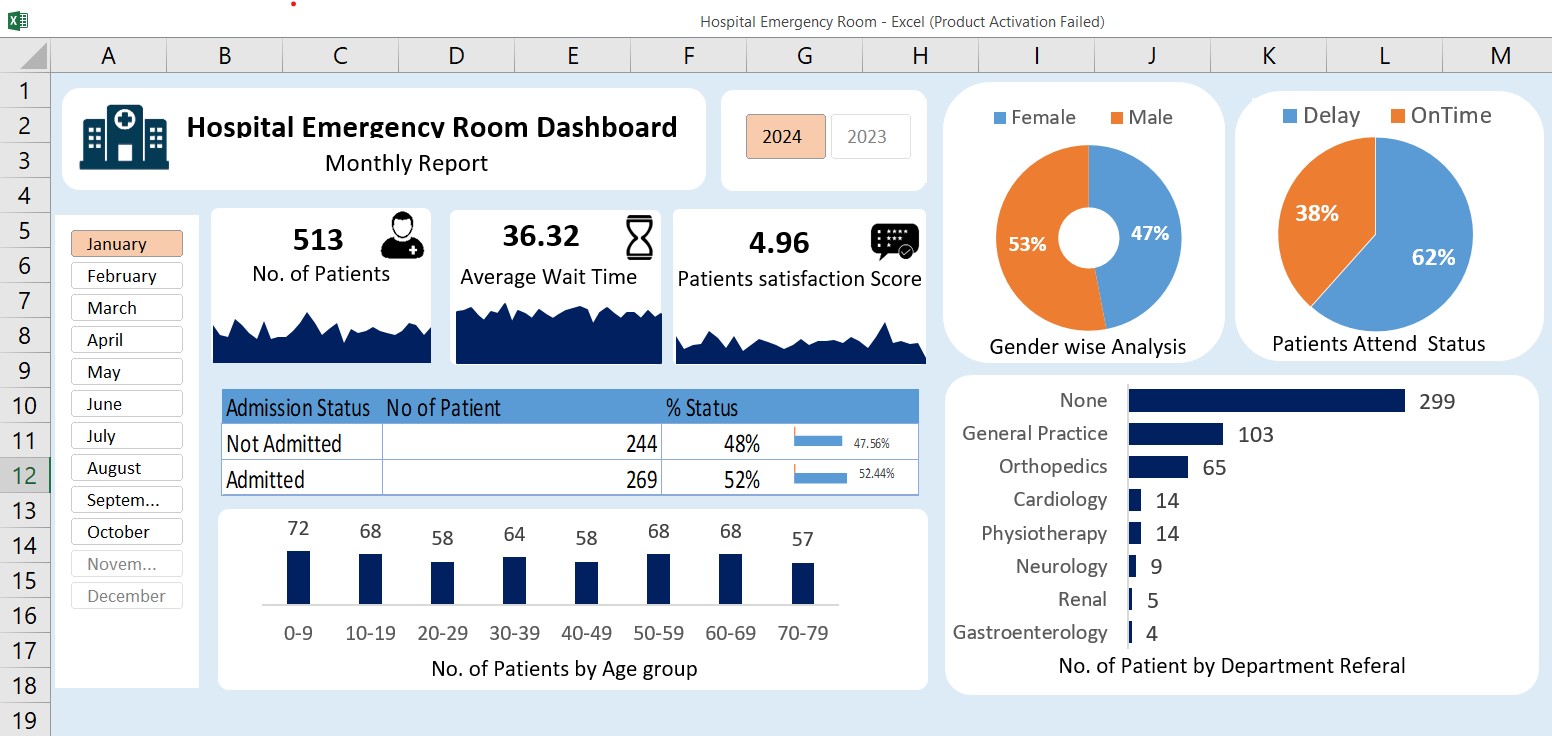 Hospital Emergency Room - Excel (Product Activation Failed)
A B C D E F G H I J K L M
1
2
3
4
5
6
7
8
9
10
11
12
13
14
15
16
17
18
19
Hospital Emergency Room Dashboard
Monthly Report
2024 2023
January
February
March
April
May
June
July
August
Septem...
October
Novem...
December
513
No. of Patients
36.32
Average Wait Time
4.96
Patients satisfaction Score
Female Male
53% 47%
Gender wise Analysis
Delay OnTime
38%
62%
Patients Attend Status
Admission Status No of Patient % Status
Not Admitted 244 48% 47.56%
Admitted 269 52% 52.44%
72 68 58 64 58 68 68 57
0-9 10-19 20-29 30-39 40-49 50-59 60-69 70-79
No. of Patients by Age group
None 299
General Practice 103
Orthopedics 65
Cardiology 14
Physiotherapy 14
Neurology 9
Renal 5
Gastroenterology 4
No. of Patient by Department Referal